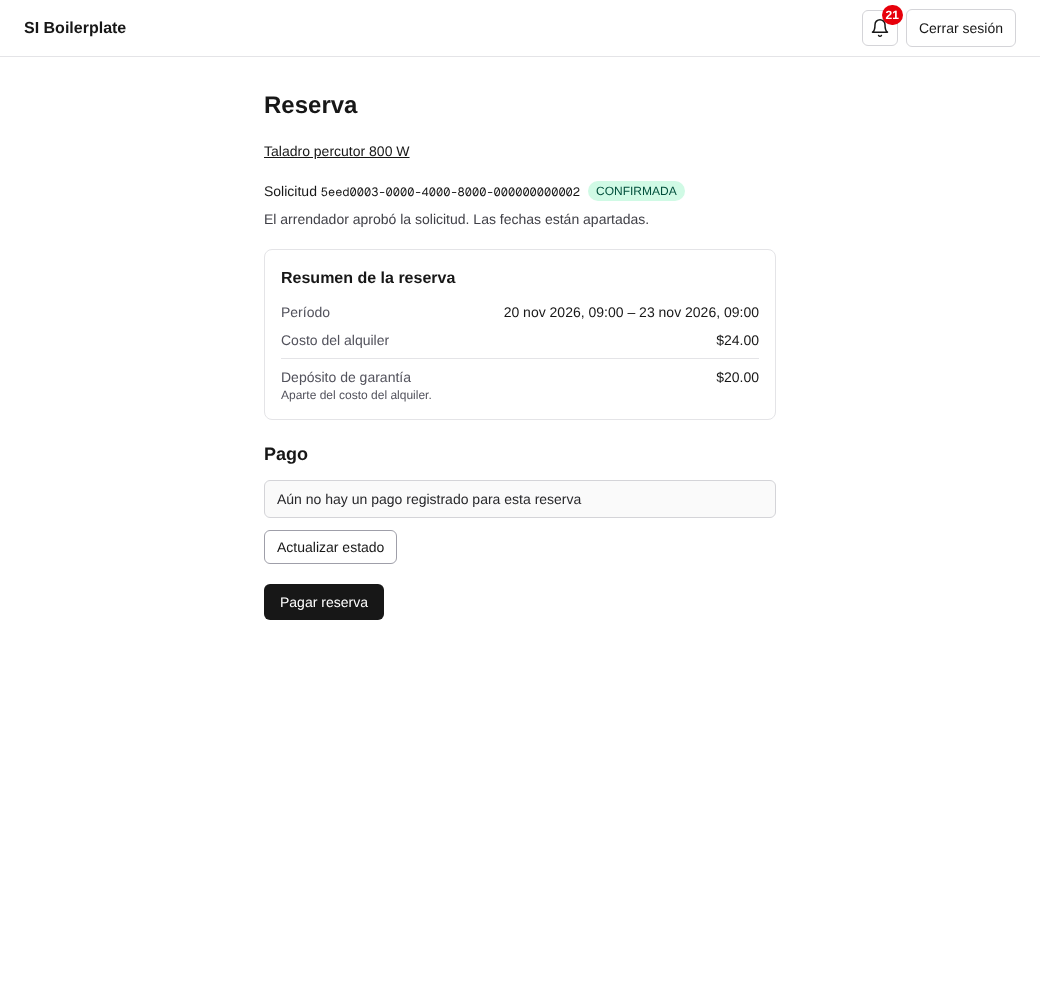 SI Boilerplate
21
Cerrar sesión
Reserva
Taladro percutor 800 W
Solicitud 5eed0003-0000-4000-8000-000000000002 CONFIRMADA
El arrendador aprobó la solicitud. Las fechas están apartadas.
Resumen de la reserva
Período 20 nov 2026, 09:00 – 23 nov 2026, 09:00
Costo del alquiler $24.00
Depósito de garantía $20.00
Aparte del costo del alquiler.
Pago
Aún no hay un pago registrado para esta reserva
Actualizar estado
Pagar reserva